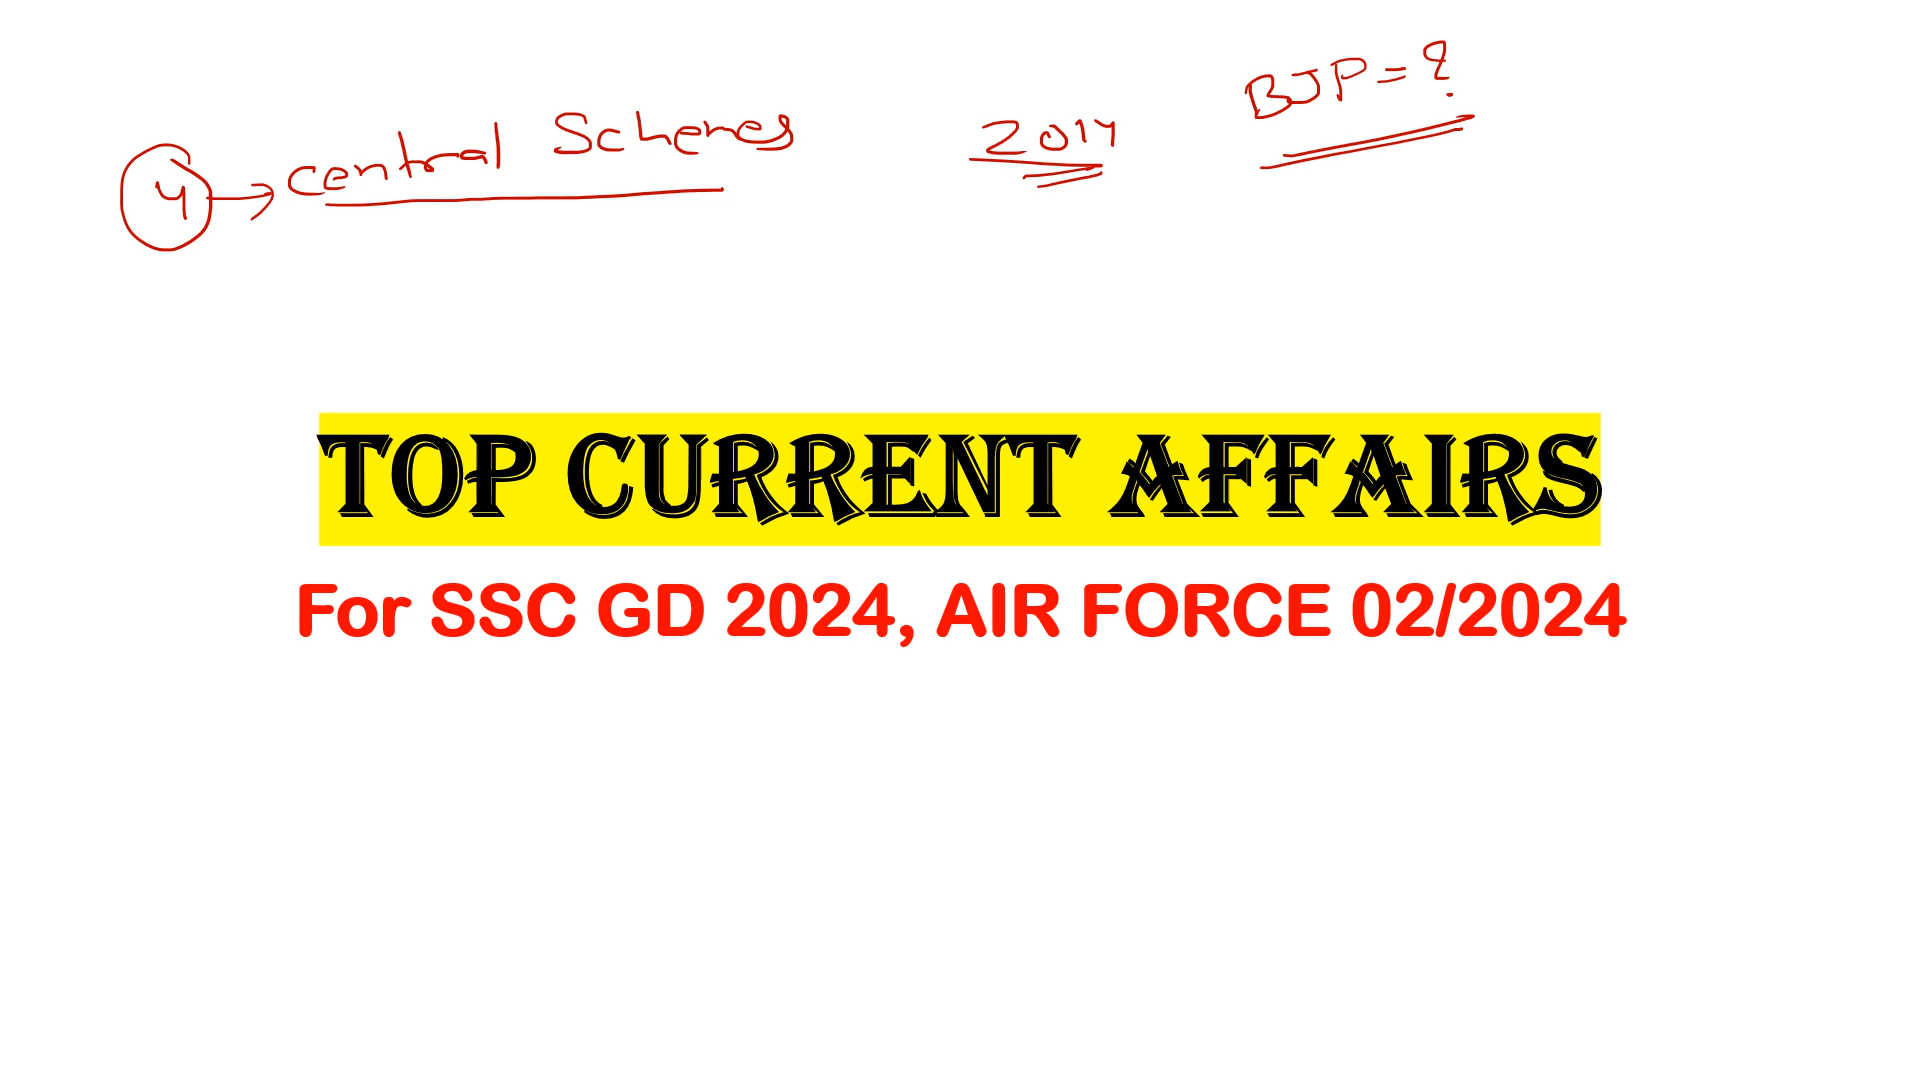 4 → central Schemes 2014 BJP = ?
TOP CURRENT AFFAIRS
For SSC GD 2024, AIR FORCE 02/2024